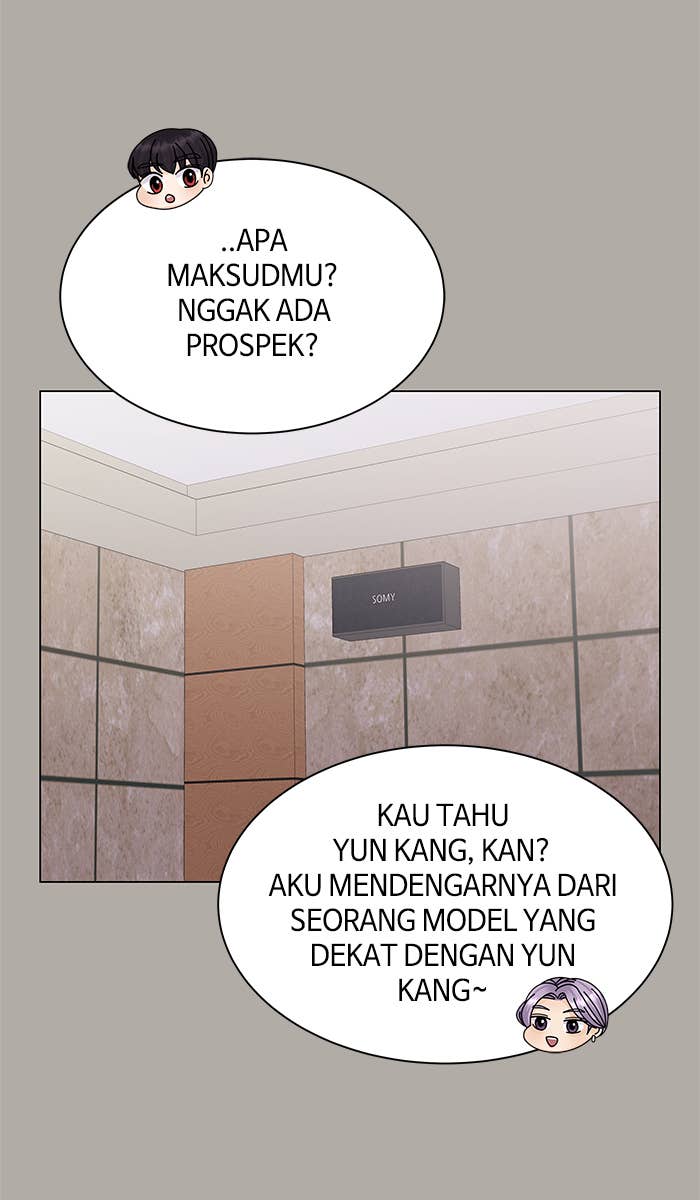 ..APA
MAKSUDMU?
NGGAK ADA
PROSPEK?
SOMY
KAU TAHU
YUN KANG, KAN?
AKU MENDENGARNYA DARI
SEORANG MODEL YANG
DEKAT DENGAN YUN
KANG~